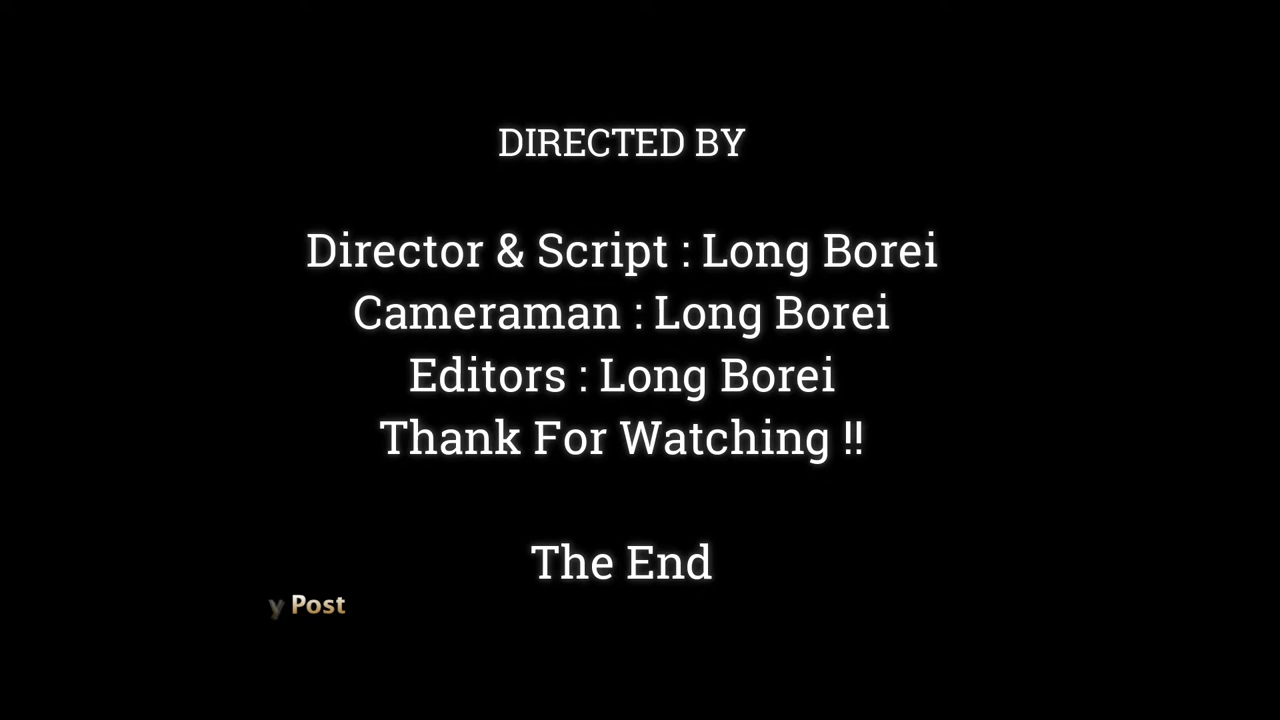 DIRECTED BY
Director & Script : Long Borei
Cameraman : Long Borei
Editors : Long Borei
Thank For Watching !!
The End
y Post